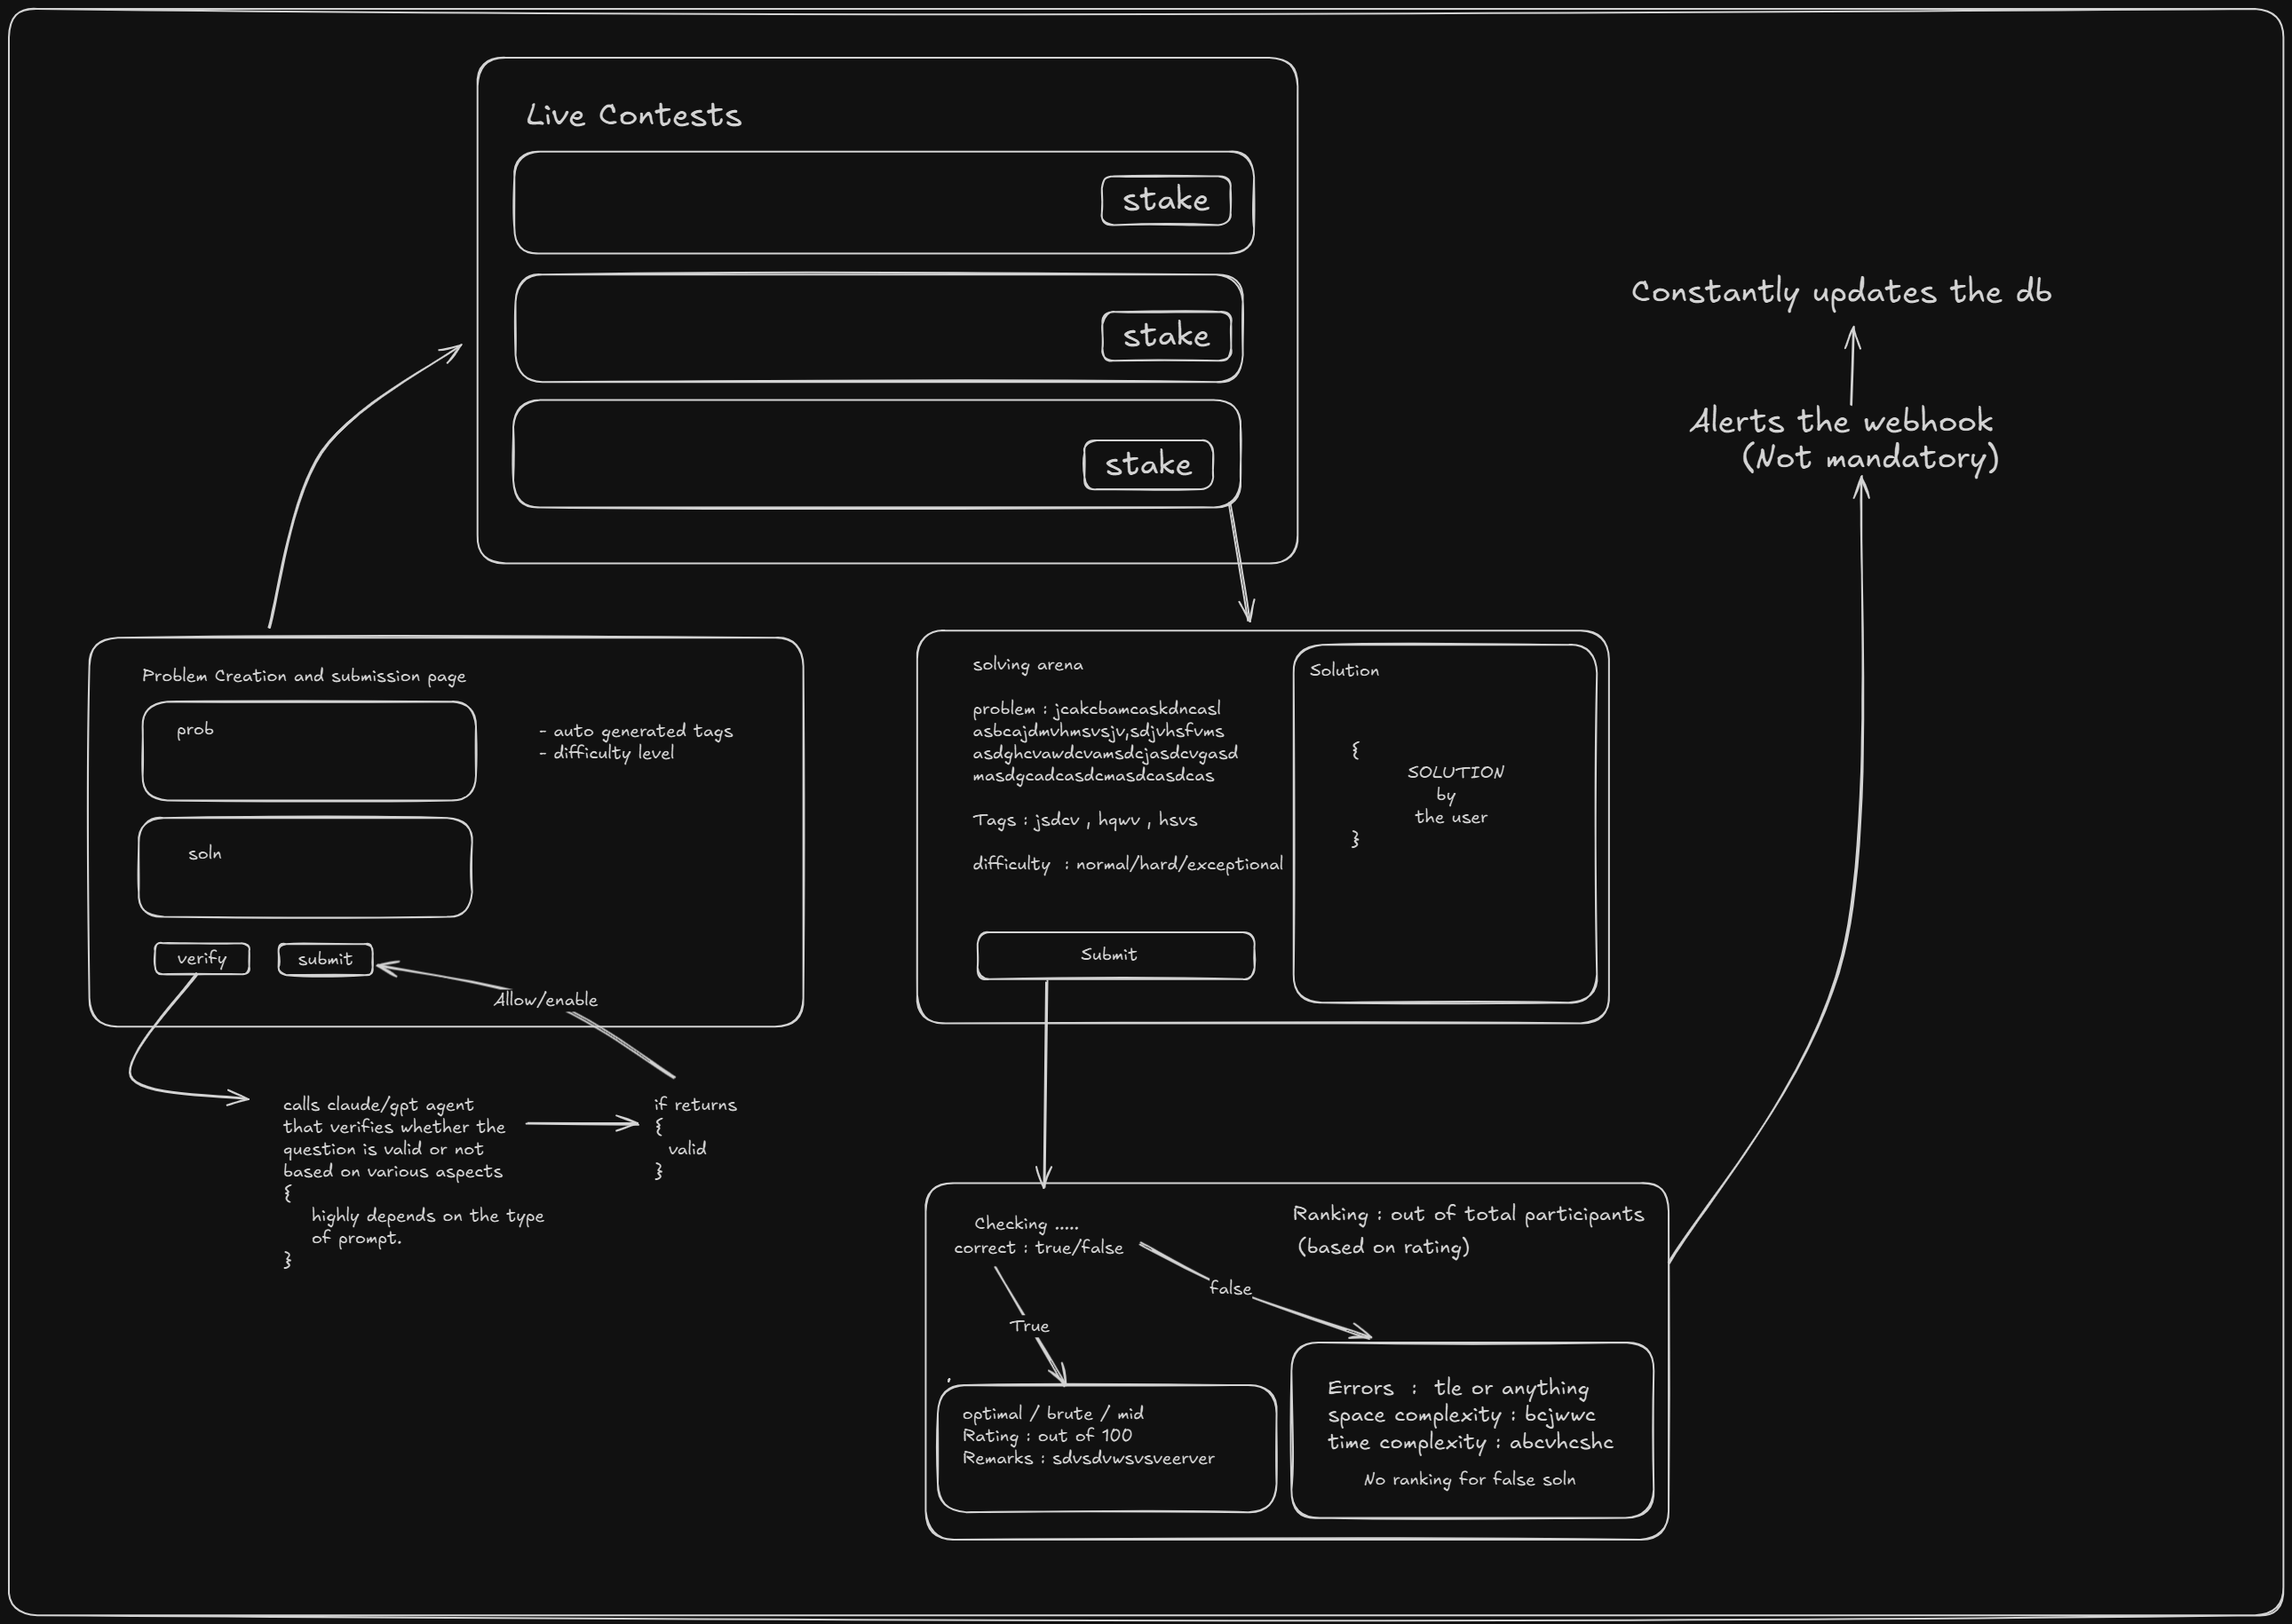 Live Contests
stake
stake
stake
Constantly updates the db
Alerts the webhook
(Not mandatory)
Problem Creation and submission page
prob
- auto generated tags
- difficulty level
soln
verify
submit
Allow/enable
calls claude/gpt agent
that verifies whether the
question is valid or not
based on various aspects
{
highly depends on the type
of prompt.
}
if returns
{
valid
}
solving arena
problem : jcakcbamcaskdncasl
asbcajdmvhmsvsjv,sdjvhsfvms
asdghcvawdcvamsdcjasdcvgasd
masdgcadcasdcmasdcasdcas
Tags : jsdcv , hqwv , hsvs
difficulty : normal/hard/exceptional
Submit
Solution
{
SOLUTION
by
the user
}
Checking .....
correct : true/false
Ranking : out of total participants
(based on rating)
false
True
optimal / brute / mid
Rating : out of 100
Remarks : sdvsdvwsvsveerver
Errors : tle or anything
space complexity : bcjwwc
time complexity : abcvhcshc
No ranking for false soln